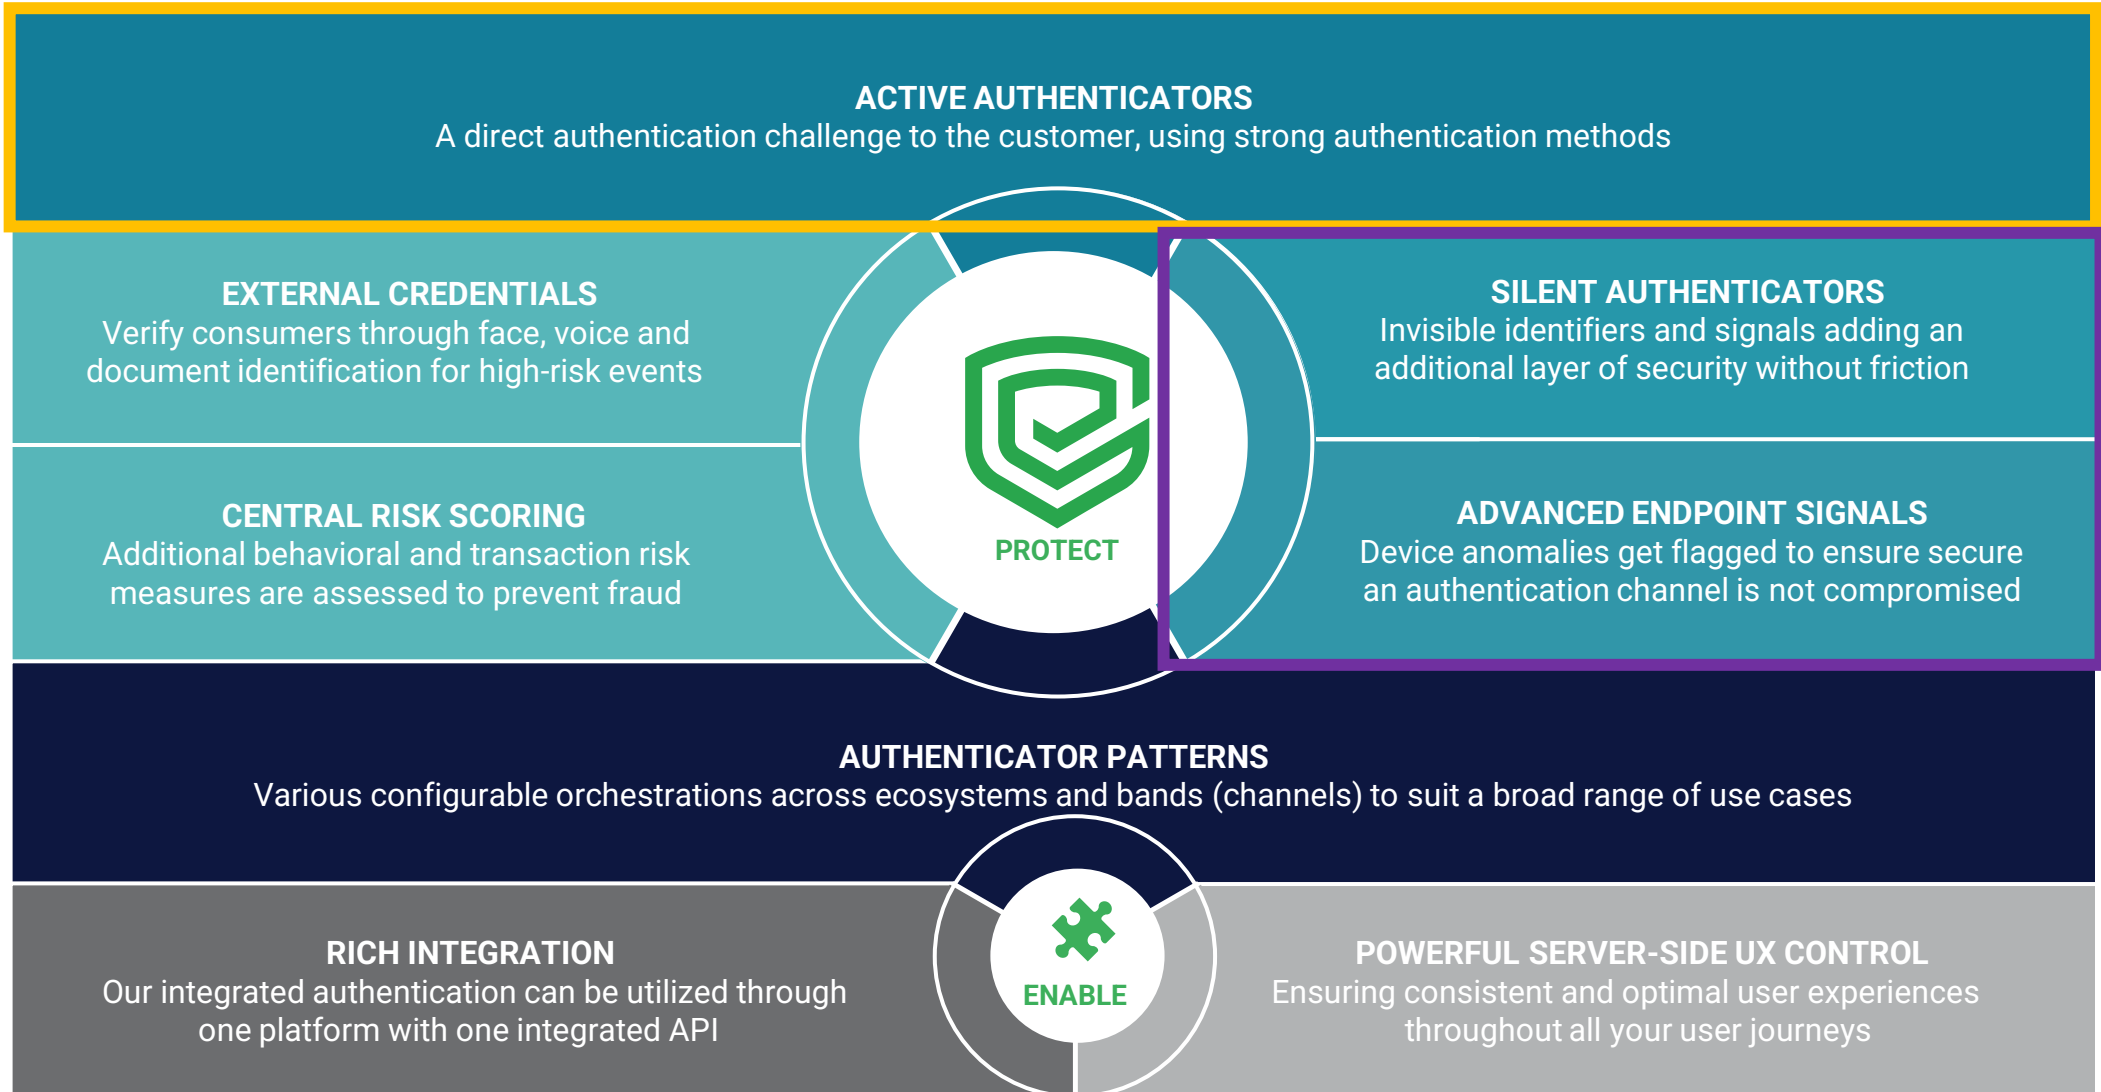 ACTIVE AUTHENTICATORS
A direct authentication challenge to the customer, using strong authentication methods
EXTERNAL CREDENTIALS
Verify consumers through face, voice and
document identification for high-risk events
SILENT AUTHENTICATORS
Invisible identifiers and signals adding an
additional layer of security without friction
CENTRAL RISK SCORING
Additional behavioral and transaction risk
measures are assessed to prevent fraud
PROTECT
ADVANCED ENDPOINT SIGNALS
Device anomalies get flagged to ensure secure
an authentication channel is not compromised
AUTHENTICATOR PATTERNS
Various configurable orchestrations across ecosystems and bands (channels) to suit a broad range of use cases
RICH INTEGRATION
Our integrated authentication can be utilized through
one platform with one integrated API
ENABLE
POWERFUL SERVER-SIDE UX CONTROL
Ensuring consistent and optimal user experiences
throughout all your user journeys